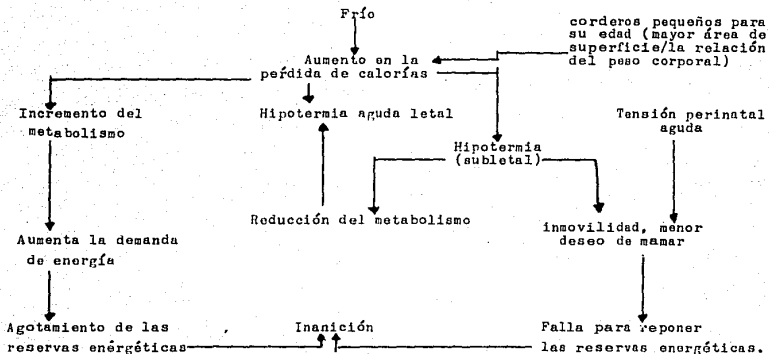 Frío
corderos pequeños para
su edad (mayor área de
superficie/la relación
del peso corporal)
Aumento en la
perdida de calorías
Incremento del
metabolismo
Hipotermia aguda letal
Tensión perinatal
aguda
Hipotermia
(subletal)
Reducción del metabolismo
inmovilidad, menor
deseo de mamar
Aumenta la demanda
de energía
Agotamiento de las
reservas enérgéticas
Inanición
Falla para reponer
las reservas energéticas.